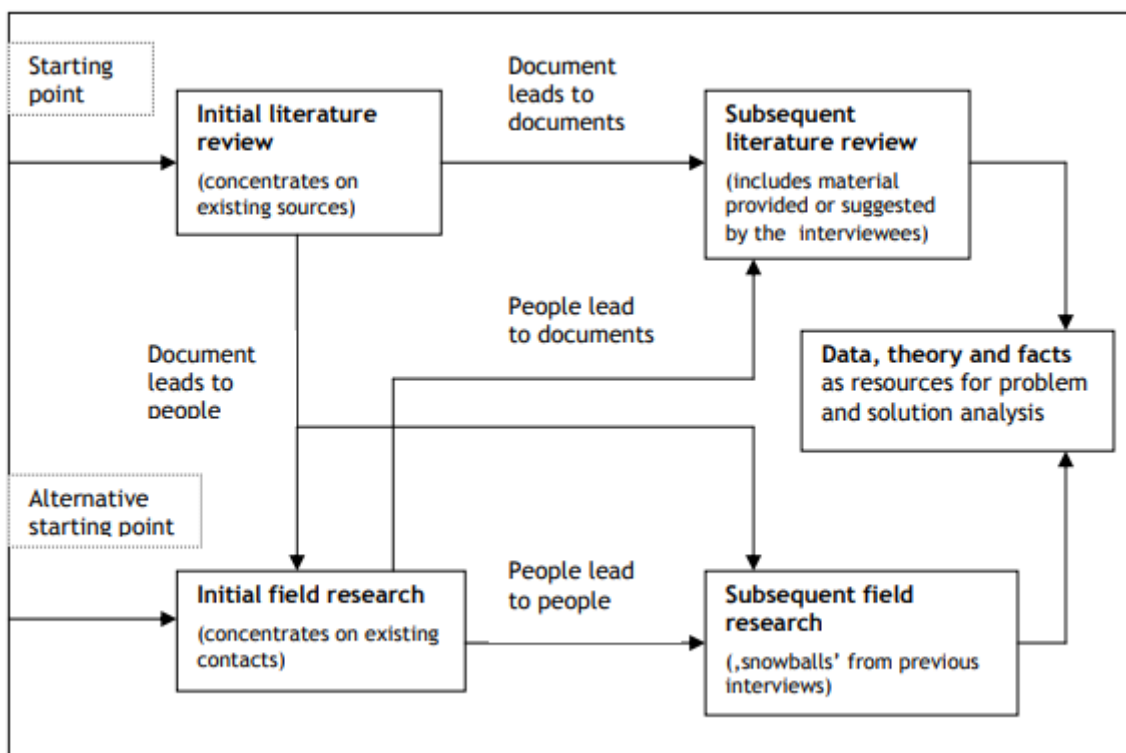 Starting
point
Initial literature
review
(concentrates on
existing sources)
Document
leads to
documents
Subsequent
literature review
(includes material
provided or suggested
by the interviewees)
People lead
to documents
Document
leads to
people
Data, theory and facts
as resources for problem
and solution analysis
Alternative
starting point
Initial field research
(concentrates on existing
contacts)
People lead
to people
Subsequent field
research
(‚snowballs’ from previous
interviews)